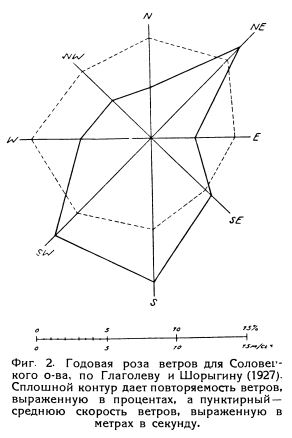 N
NE
NW
W
E
SE
SW
S
0 5 10 15%
0 5 10 15м/сек
Фиг. 2. Годовая роза ветров для Соловец-
кого о-ва, по Глаголеву и Шорыгину (1927).
Сплошной контур дает повторяемость ветров,
выраженную в процентах, а пунктирный—
среднюю скорость ветров, выраженную в
метрах в секунду.